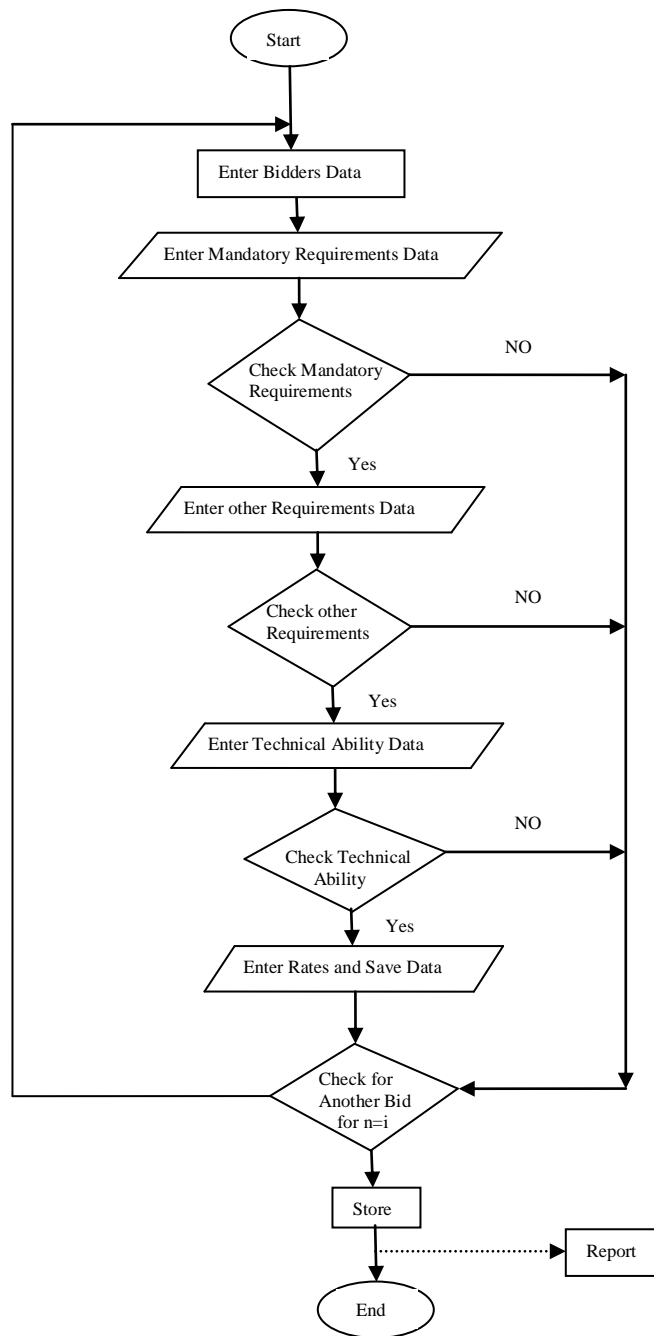 Start
Enter Bidders Data
Enter Mandatory Requirements Data
Check Mandatory
Requirements
NO
Yes
Enter other Requirements Data
Check other
Requirements
NO
Yes
Enter Technical Ability Data
Check Technical
Ability
NO
Yes
Enter Rates and Save Data
Check for
Another Bid
for n=i
Store
Report
End